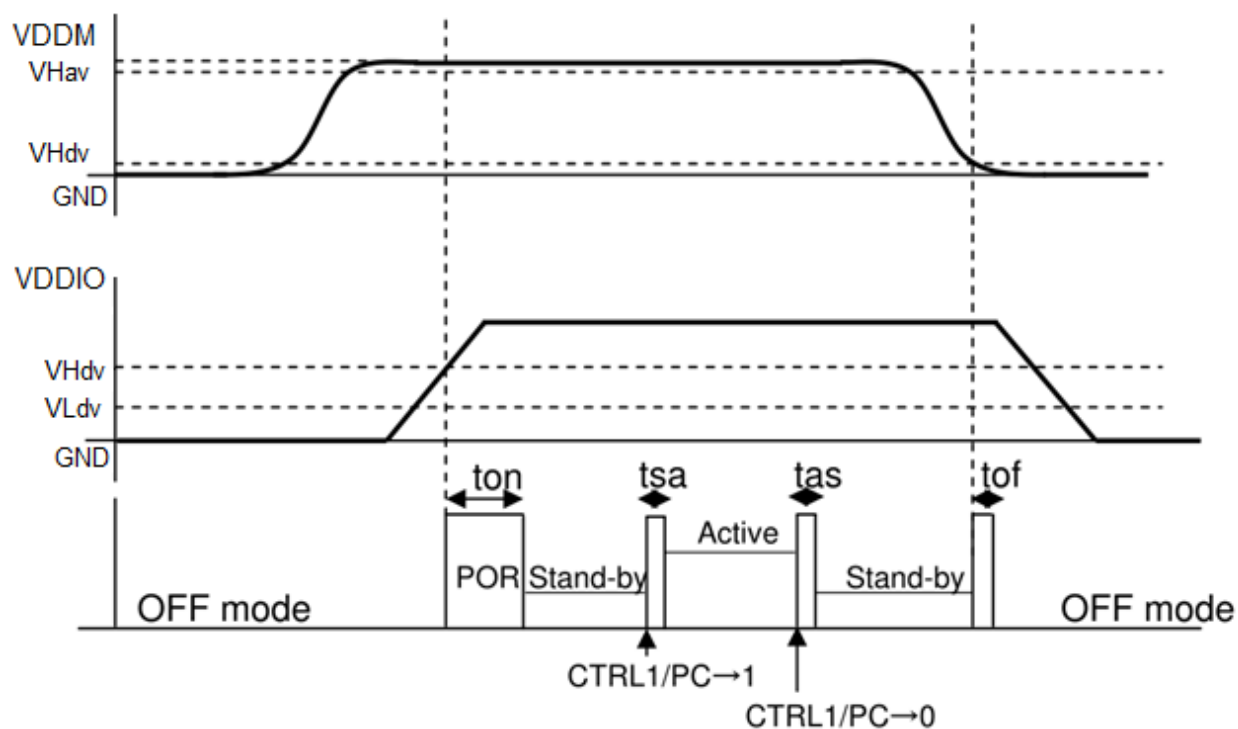 VDDM
VHav
VHdv
GND
VDDIO
VHdv
VLdv
GND
ton
tsa
tas
tof
Active
POR
Stand-by
Stand-by
OFF mode
OFF mode
CTRL1/PC→1
CTRL1/PC→0